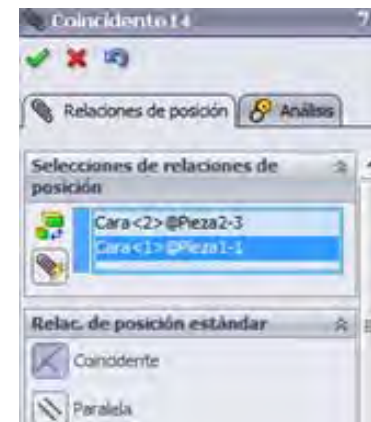 Coincidente14
?
Relaciones de posición
Análisis
Selecciones de relaciones de
posición
Cara<2>@Pieza2-3
Cara<1>@Pieza1-1
Relac. de posición estándar
Coincidente
Paralela